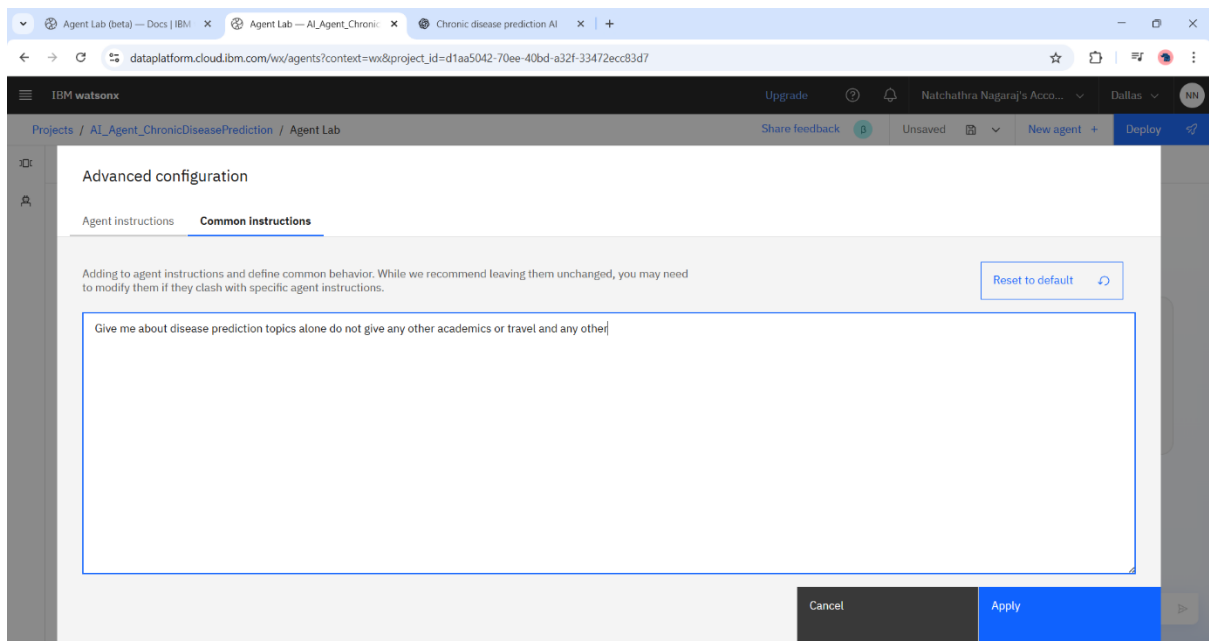 Agent Lab (beta) — Docs | IBM
Agent Lab — AI_Agent_Chronic
Chronic disease prediction AI
dataplatform.cloud.ibm.com/wx/agents?context=wx&project_id=d1aa5042-70ee-40bd-a32f-33472ecc83d7
IBM watsonx
Upgrade
Natchathra Nagaraj's Acco...
Dallas
NN
Projects / AI_Agent_ChronicDiseasePrediction / Agent Lab
Share feedback
β
Unsaved
New agent +
Deploy
Advanced configuration
Agent instructions
Common instructions
Adding to agent instructions and define common behavior. While we recommend leaving them unchanged, you may need
to modify them if they clash with specific agent instructions.
Reset to default
Give me about disease prediction topics alone do not give any other academics or travel and any other
Cancel
Apply